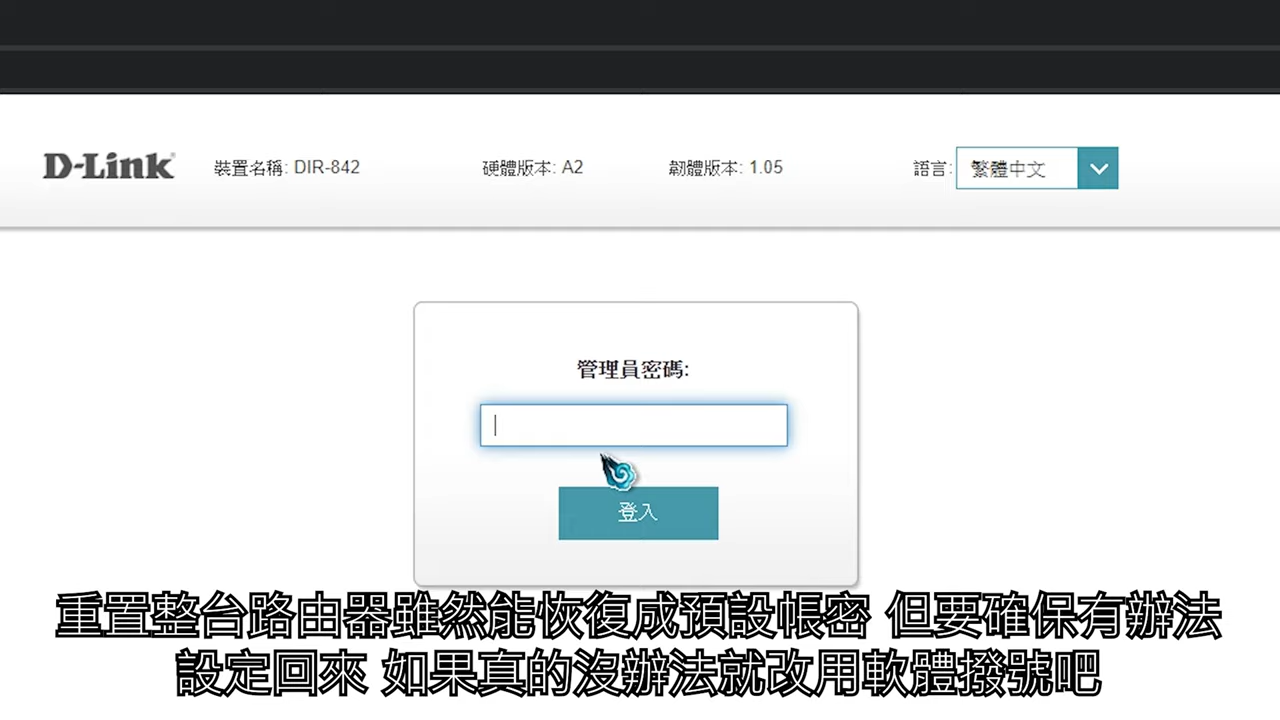 D-Link 裝置名稱: DIR-842 硬體版本: A2 韌體版本: 1.05 語言: 繁體中文
管理員密碼:
登入
重置整台路由器雖然能恢復成預設帳密 但要確保有辦法
設定回來 如果真的沒辦法就改用軟體撥號吧